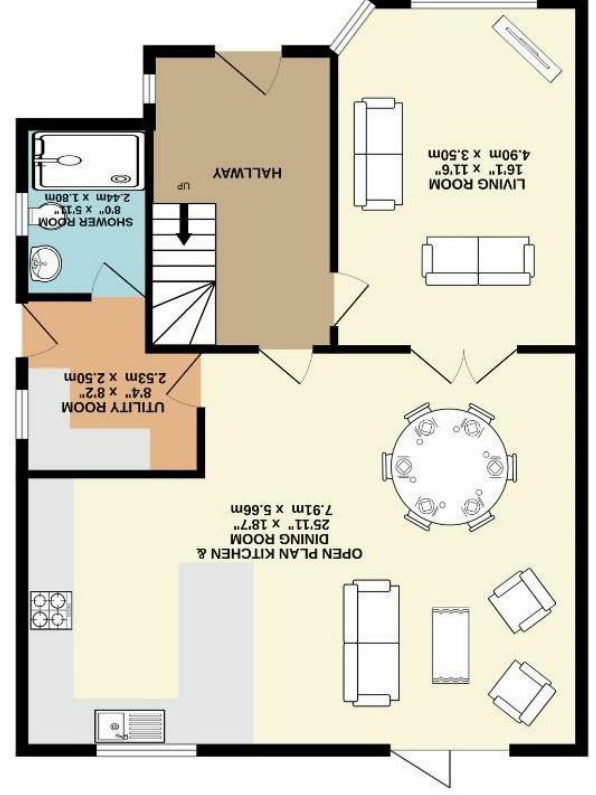 OPEN PLAN KITCHEN &
DINING ROOM
25'11" x 18'7"
7.91m x 5.66m
UTILITY ROOM
8'4" x 8'2"
2.53m x 2.50m
SHOWER ROOM
8'0" x 5'11"
2.44m x 1.80m
UP
HALLWAY
LIVING ROOM
16'1" x 11'6"
4.90m x 3.50m